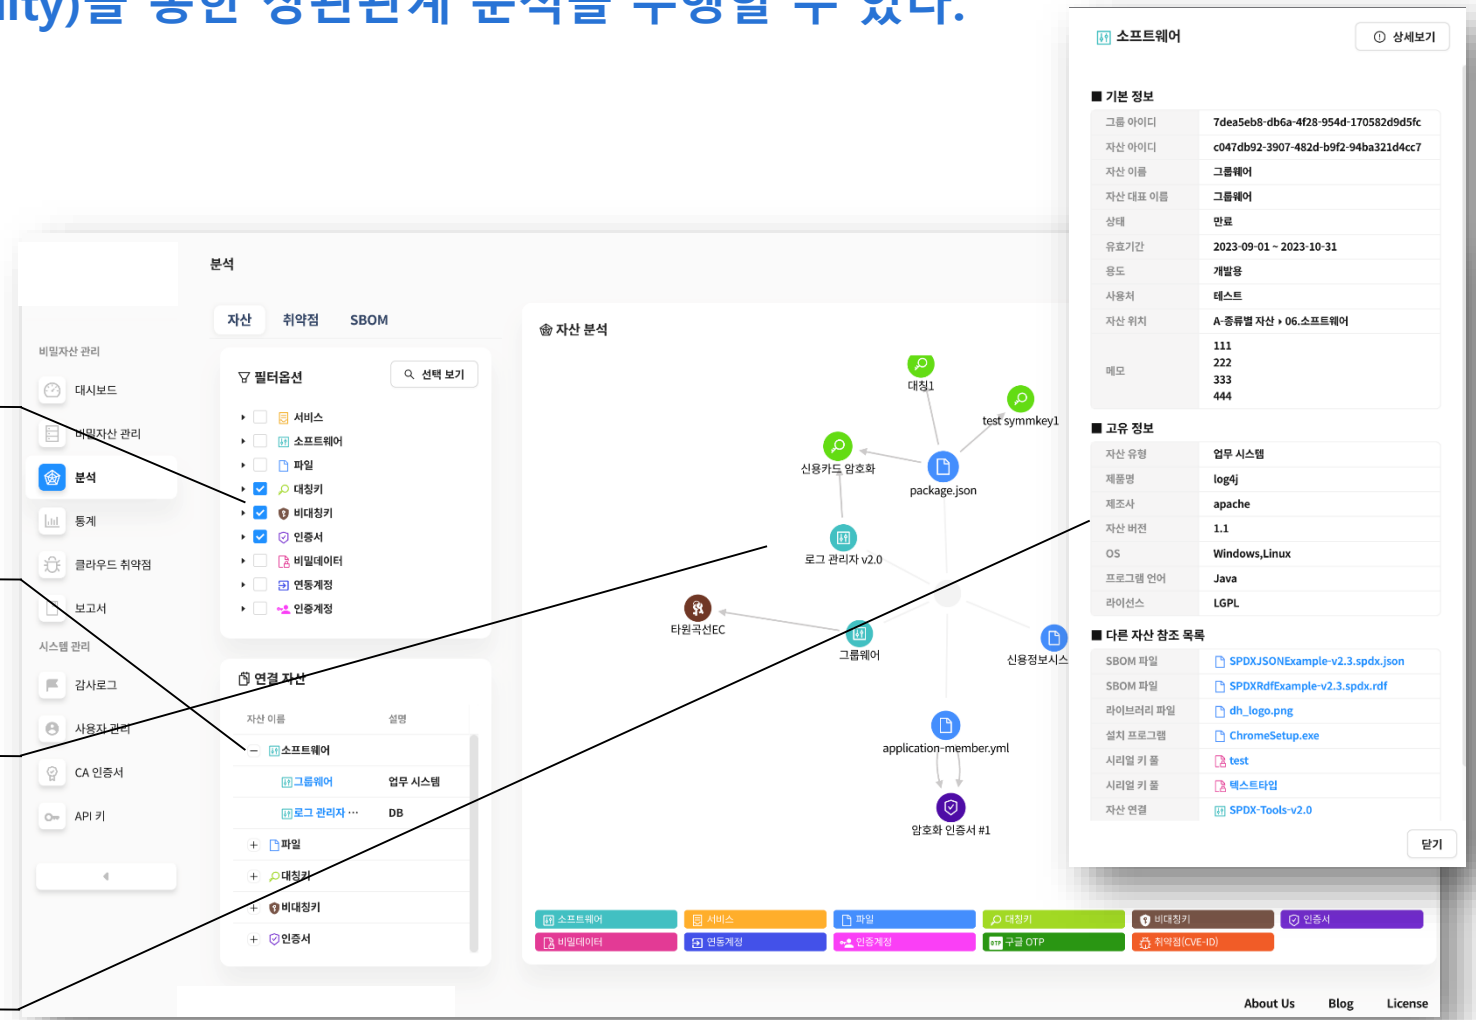 ity)을 통한 상관관계 분석을 수행할 수 있다.
분석
비밀자산 관리
대시보드
비밀자산 관리
분석
통계
클라우드 취약점
보고서
시스템 관리
감사로그
사용자 관리
CA 인증서
API 키
자산 취약점 SBOM
필터옵션 선택 보기
서비스
소프트웨어
파일
대칭키
비대칭키
인증서
비밀데이터
연동계정
인증계정
연결 자산
자산 이름 설명
소프트웨어
그룹웨어 업무 시스템
로그 관리자 ··· DB
파일
대칭키
비대칭키
인증서
자산 분석
대칭1
test symmkey1
신용카드 암호화
package.json
로그 관리자 v2.0
타원곡선EC
그룹웨어
신용정보시스
application-member.yml
암호화 인증서 #1
소프트웨어 서비스 파일 대칭키 비대칭키 인증서
비밀데이터 연동계정 인증계정 OTP 구글 OTP 취약점(CVE-ID)
About Us Blog License
소프트웨어 상세보기
■ 기본 정보
그룹 아이디 7dea5eb8-db6a-4f28-954d-170582d9d5fc
자산 아이디 c047db92-3907-482d-b9f2-94ba321d4cc7
자산 이름 그룹웨어
자산 대표 이름 그룹웨어
상태 만료
유효기간 2023-09-01 ~ 2023-10-31
용도 개발용
사용처 테스트
자산 위치 A-종류별 자산 ▸ 06.소프트웨어
메모 111
222
333
444
■ 고유 정보
자산 유형 업무 시스템
제품명 log4j
제조사 apache
자산 버전 1.1
OS Windows,Linux
프로그램 언어 Java
라이선스 LGPL
■ 다른 자산 참조 목록
SBOM 파일 SPDXJSONExample-v2.3.spdx.json
SBOM 파일 SPDXRdfExample-v2.3.spdx.rdf
라이브러리 파일 dh_logo.png
설치 프로그램 ChromeSetup.exe
시리얼 키 풀 test
시리얼 키 풀 텍스트타입
자산 연결 SPDX-Tools-v2.0
닫기